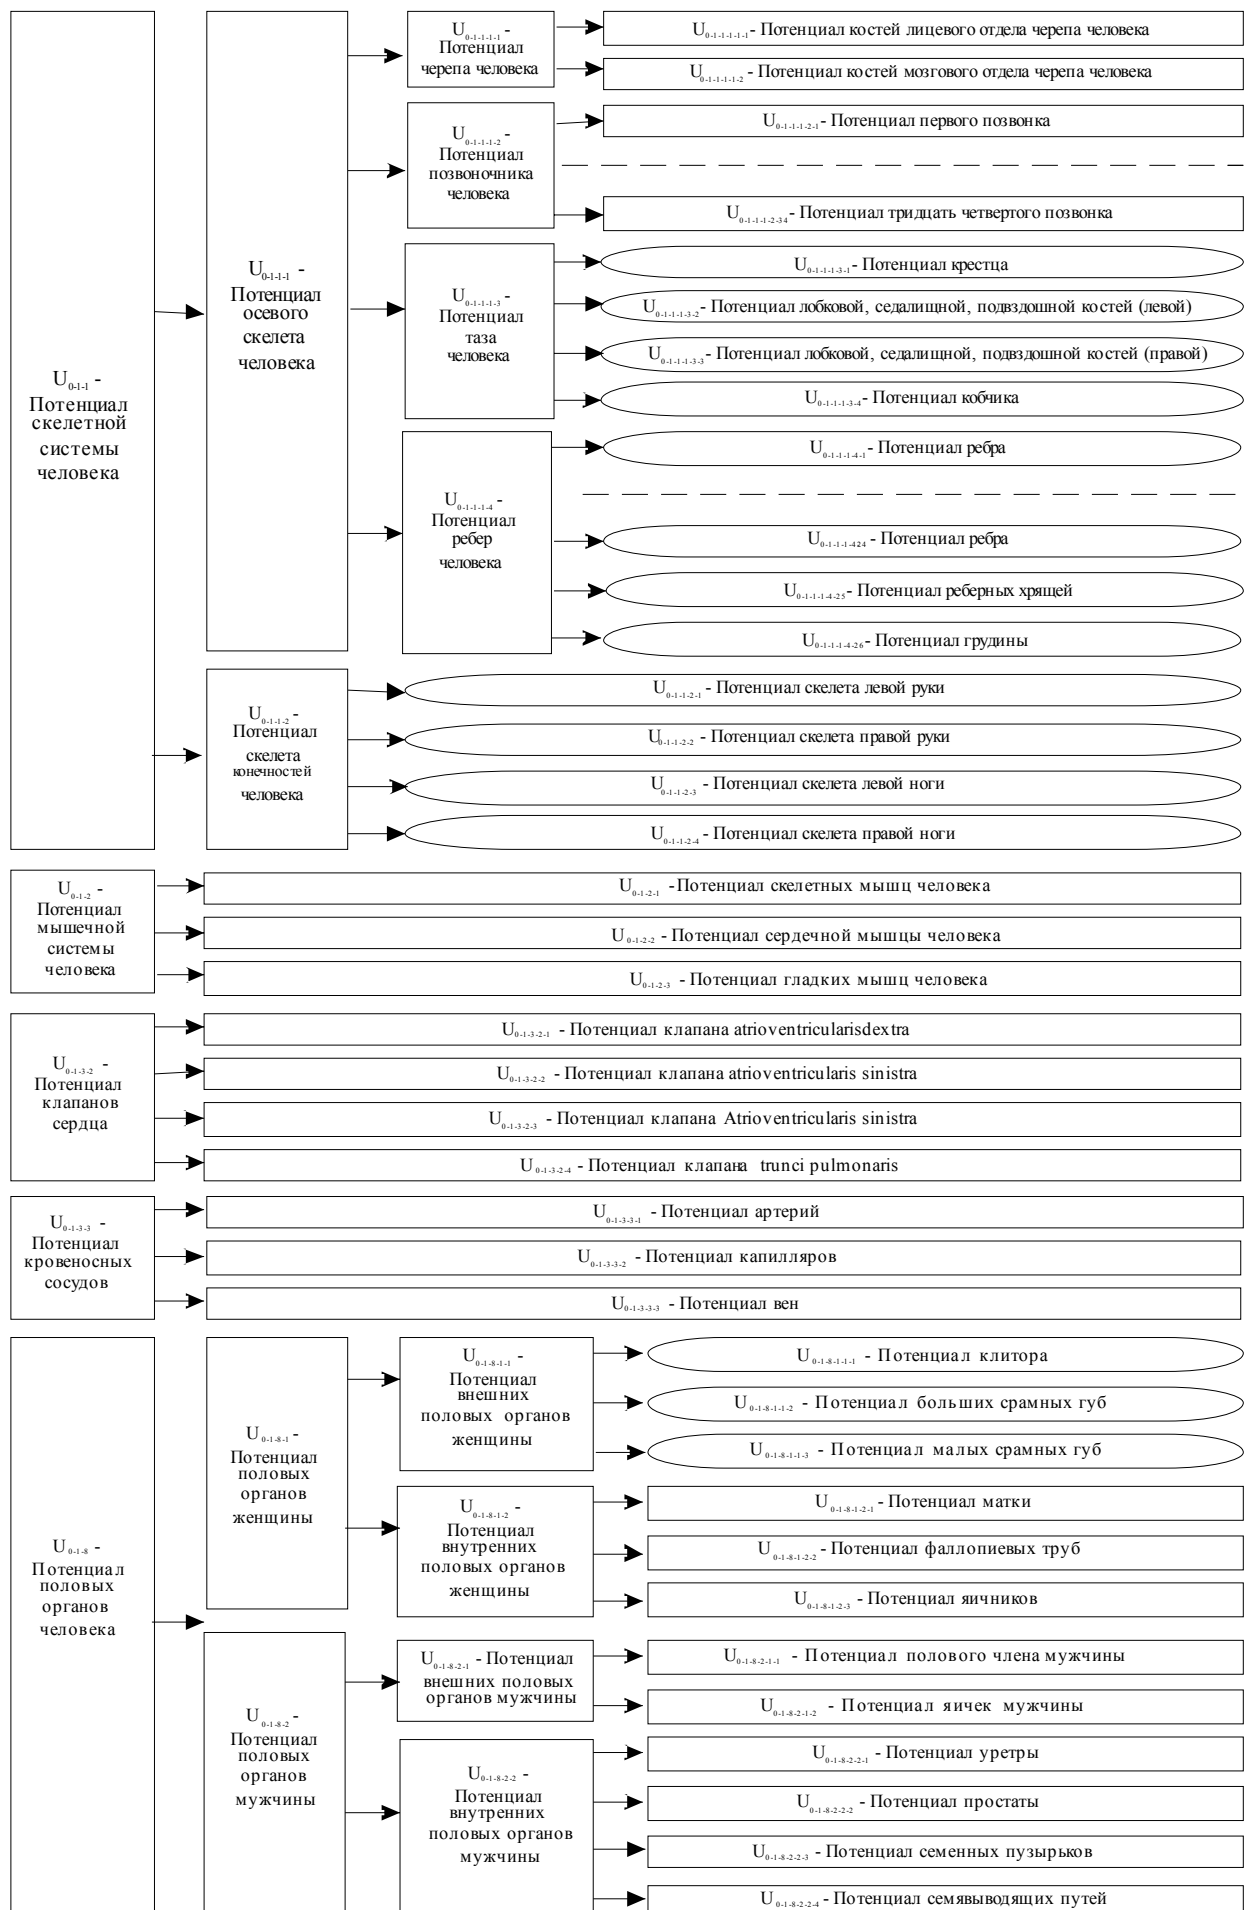 U0-1-1 -
Потенциал
скелетной
системы
человека
U0-1-1-1 -
Потенциал
осевого
скелета
человека
U0-1-1-1-1 -
Потенциал
черепа человека
U0-1-1-1-1-1 - Потенциал костей лицевого отдела черепа человека
U0-1-1-1-1-2 - Потенциал костей мозгового отдела черепа человека
U0-1-1-1-2 -
Потенциал
позвоночника
человека
U0-1-1-1-2-1 - Потенциал первого позвонка
U0-1-1-1-2-34 - Потенциал тридцать четвертого позвонка
U0-1-1-1-3 -
Потенциал
таза
человека
U0-1-1-1-3-1 - Потенциал крестца
U0-1-1-1-3-2 - Потенциал лобковой, седалищной, подвздошной костей (левой)
U0-1-1-1-3-3 - Потенциал лобковой, седалищной, подвздошной костей (правой)
U0-1-1-1-3-4 - Потенциал кобчика
U0-1-1-1-4 -
Потенциал
ребер
человека
U0-1-1-1-4-1 - Потенциал ребра
U0-1-1-1-424 - Потенциал ребра
U0-1-1-1-4-25 - Потенциал реберных хрящей
U0-1-1-1-4-26 - Потенциал грудины
U0-1-1-2 -
Потенциал
скелета
конечностей
человека
U0-1-1-2-1 - Потенциал скелета левой руки
U0-1-1-2-2 - Потенциал скелета правой руки
U0-1-1-2-3 - Потенциал скелета левой ноги
U0-1-1-2-4 - Потенциал скелета правой ноги
U0-1-2 -
Потенциал
мышечной
системы
человека
U0-1-2-1 - Потенциал скелетных мышц человека
U0-1-2-2 - Потенциал сердечной мышцы человека
U0-1-2-3 - Потенциал гладких мышц человека
U0-1-3-2 -
Потенциал
клапанов
сердца
U0-1-3-2-1 - Потенциал клапана atrioventricularisdextra
U0-1-3-2-2 - Потенциал клапана atrioventricularis sinistra
U0-1-3-2-3 - Потенциал клапана Atrioventricularis sinistra
U0-1-3-2-4 - Потенциал клапана trunci pulmonaris
U0-1-3-3 -
Потенциал
кровеносных
сосудов
U0-1-3-3-1 - Потенциал артерий
U0-1-3-3-2 - Потенциал капилляров
U0-1-3-3-3 - Потенциал вен
U0-1-8 -
Потенциал
половых
органов
человека
U0-1-8-1 -
Потенциал
половых
органов
женщины
U0-1-8-1-1 -
Потенциал
внешних
половых органов
женщины
U0-1-8-1-1-1 - Потенциал клитора
U0-1-8-1-1-2 - Потенциал больших срамных губ
U0-1-8-1-1-3 - Потенциал малых срамных губ
U0-1-8-1-2 -
Потенциал
внутренних
половых органов
женщины
U0-1-8-1-2-1 - Потенциал матки
U0-1-8-1-2-2 - Потенциал фаллопиевых труб
U0-1-8-1-2-3 - Потенциал яичников
U0-1-8-2 -
Потенциал
половых
органов
мужчины
U0-1-8-2-1 - Потенциал
внешних половых
органов мужчины
U0-1-8-2-1-1 - Потенциал полового члена мужчины
U0-1-8-2-1-2 - Потенциал яичек мужчины
U0-1-8-2-2 -
Потенциал
внутренних
половых органов
мужчины
U0-1-8-2-2-1 - Потенциал уретры
U0-1-8-2-2-2 - Потенциал простаты
U0-1-8-2-2-3 - Потенциал семенных пузырьков
U0-1-8-2-2-4 - Потенциал семявыводящих путей